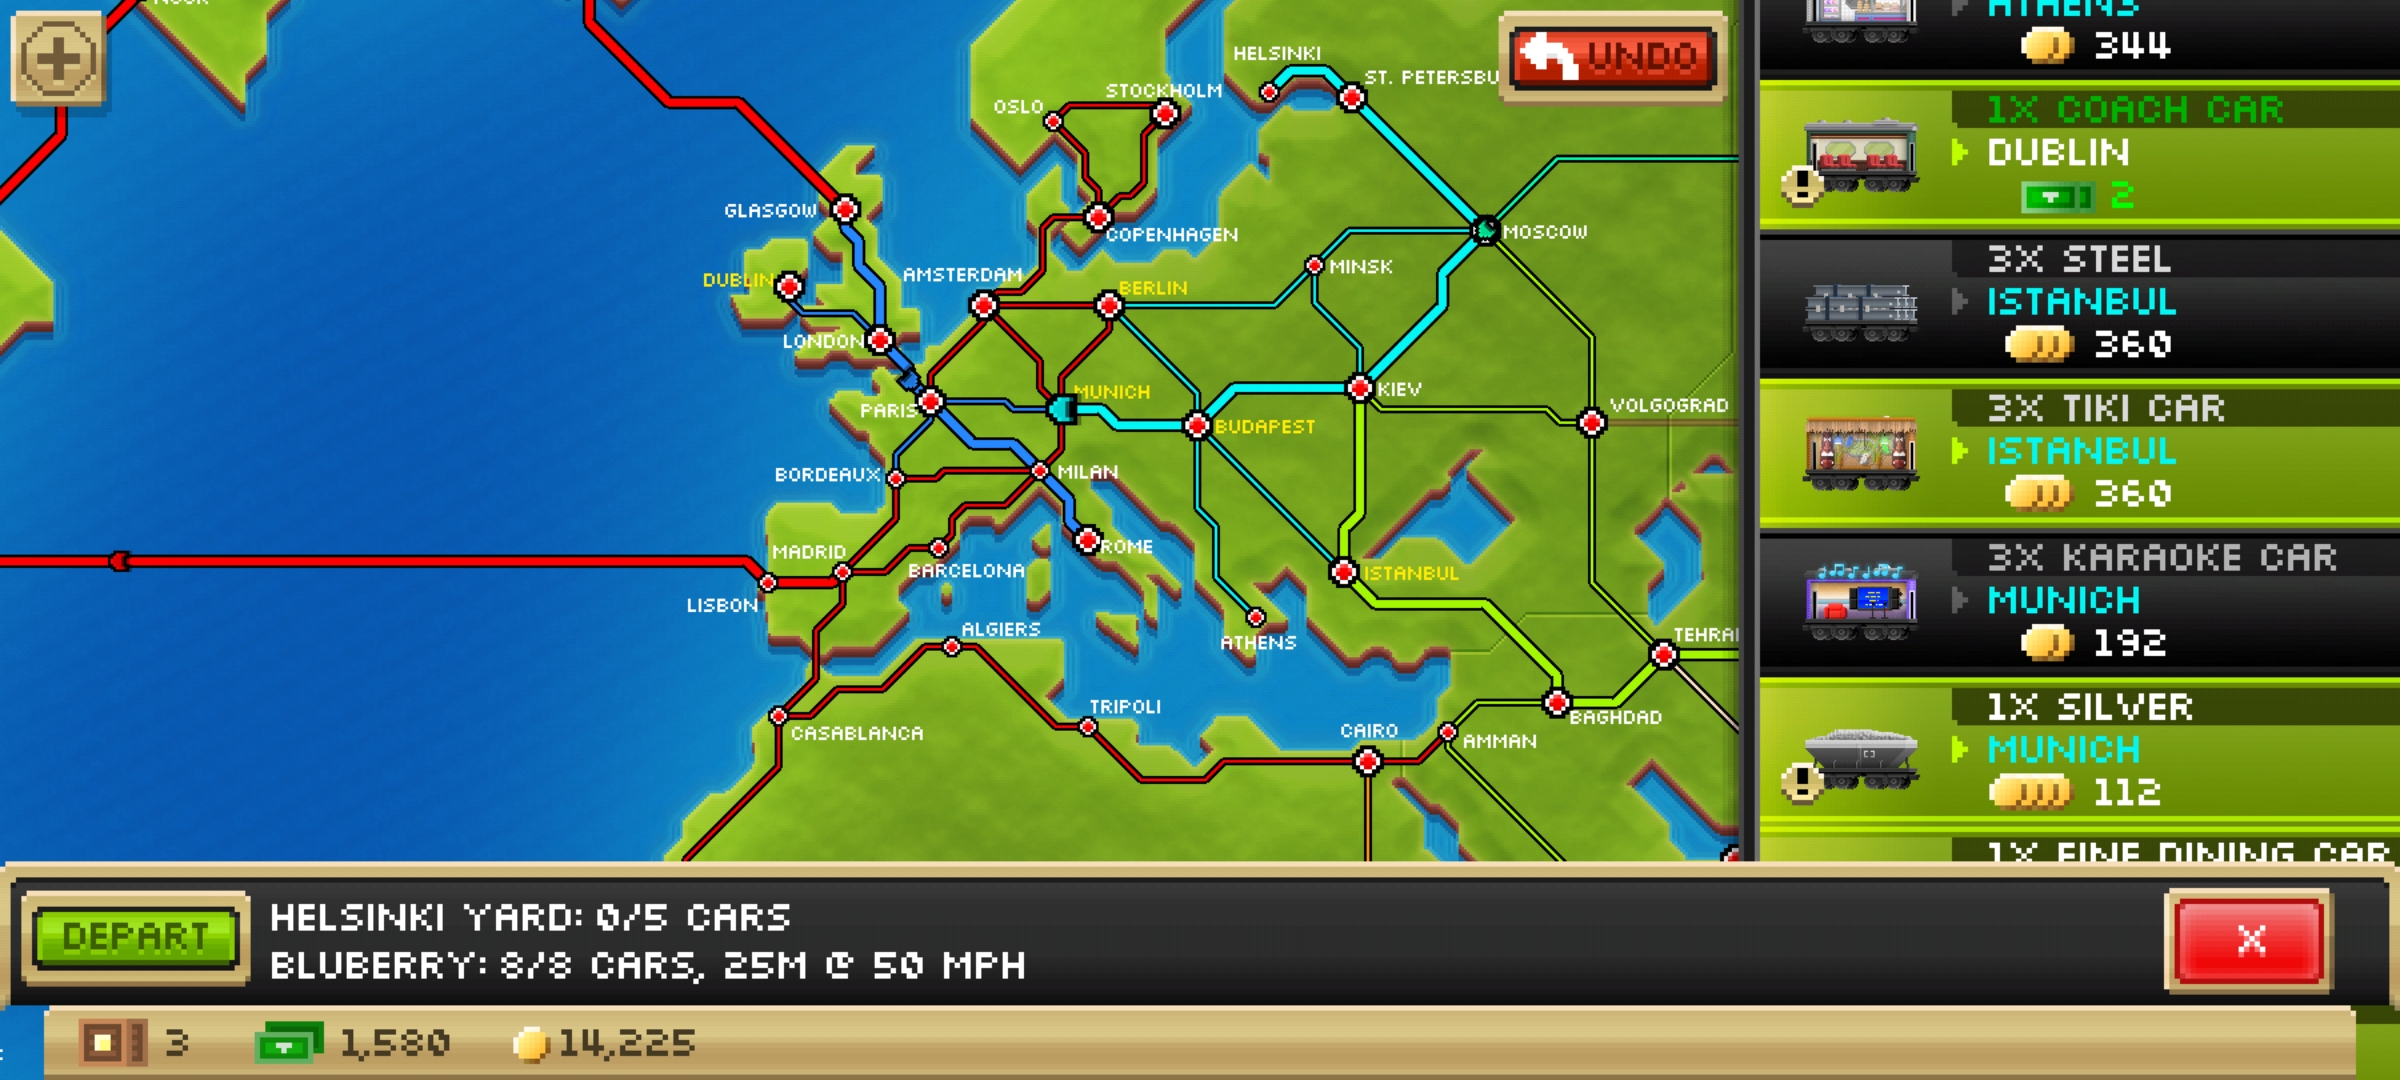 HELSINKI
ST. PETERSBU
UNDO
STOCKHOLM
OSLO
GLASGOW
COPENHAGEN
MOSCOW
AMSTERDAM
MINSK
DUBLIN
BERLIN
LONDON
MUNICH
PARIS
KIEV
VOLGOGRAD
BUDAPEST
BORDEAUX
MILAN
MADRID
ROME
BARCELONA
ISTANBUL
LISBON
ALGIERS
ATHENS
TEHRA
TRIPOLI
CASABLANCA
CAIRO
AMMAN
BAGHDAD
ATHENS
344
1X COACH CAR
DUBLIN
2
3X STEEL
ISTANBUL
360
3X TIKI CAR
ISTANBUL
360
3X KARAOKE CAR
MUNICH
192
1X SILVER
MUNICH
112
1X FINE DINING CAR
DEPART
HELSINKI YARD: 0/5 CARS
BLUBERRY: 8/8 CARS, 25M @ 50 MPH
X
3
1,580
14,225